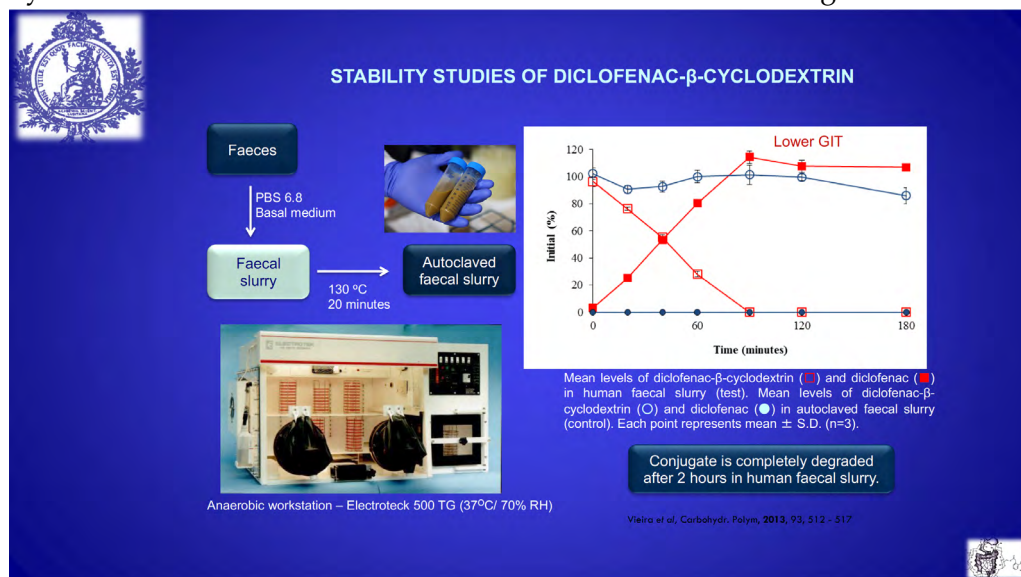 STABILITY STUDIES OF DICLOFENAC-β-CYCLODEXTRIN
Faeces
PBS 6.8
Basal medium
Faecal
slurry
130 ºC
20 minutes
Autoclaved
faecal slurry
Lower GIT
Initial (%)
120
100
80
60
40
20
0
0
60
120
180
Time (minutes)
Mean levels of diclofenac-β-cyclodextrin (□) and diclofenac (■)
in human faecal slurry (test). Mean levels of diclofenac-β-
cyclodextrin (O) and diclofenac (●) in autoclaved faecal slurry
(control). Each point represents mean ± S.D. (n=3).
Anaerobic workstation – Electroteck 500 TG (37ºC/ 70% RH)
Conjugate is completely degraded
after 2 hours in human faecal slurry.
Vieira et al, Carbohydr. Polym, 2013, 93, 512 - 517